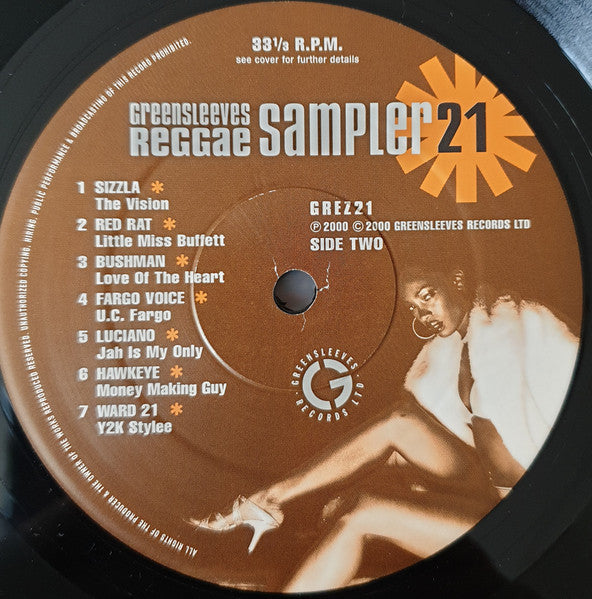 33 1/3 R.P.M.
see cover for further details
Greensleeves
Reggae Sampler 21
1 SIZZLA *
The Vision
2 RED RAT *
Little Miss Buffett
3 BUSHMAN *
Love Of The Heart
4 FARGO VOICE *
U.C. Fargo
5 LUCIANO *
Jah Is My Only
6 HAWKEYE *
Money Making Guy
7 WARD 21 *
Y2K Stylee
GREZ21
℗ 2000 © 2000 GREENSLEEVES RECORDS LTD
SIDE TWO
GREENSLEEVES
G
RECORDS LTD
ALL RIGHTS OF THE PRODUCER & THE OWNER OF THE WORKS REPRODUCED RESERVED. UNAUTHORIZED COPYING, HIRING, PUBLIC PERFORMANCE & BROADCASTING OF THIS RECORD PROHIBITED.